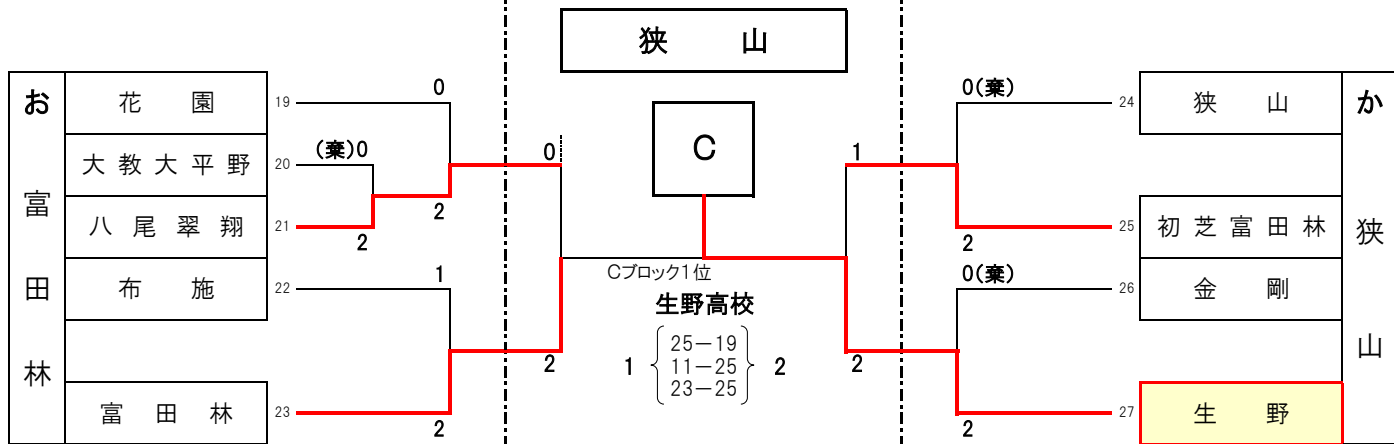 狭 山
お 富 田 林
花 園 19 0
大 教 大 平 野 20 (棄)0
八 尾 翠 翔 21 2
2
布 施 22 1
富 田 林 23 2
0
2
C
Cブロック1位
生野高校
1 25-19 2
11-25
23-25
1
2
0(棄) 24 狭 山
2 25 初 芝 富 田 林
0(棄) 26 金 剛
2 27 生 野
か 狭 山